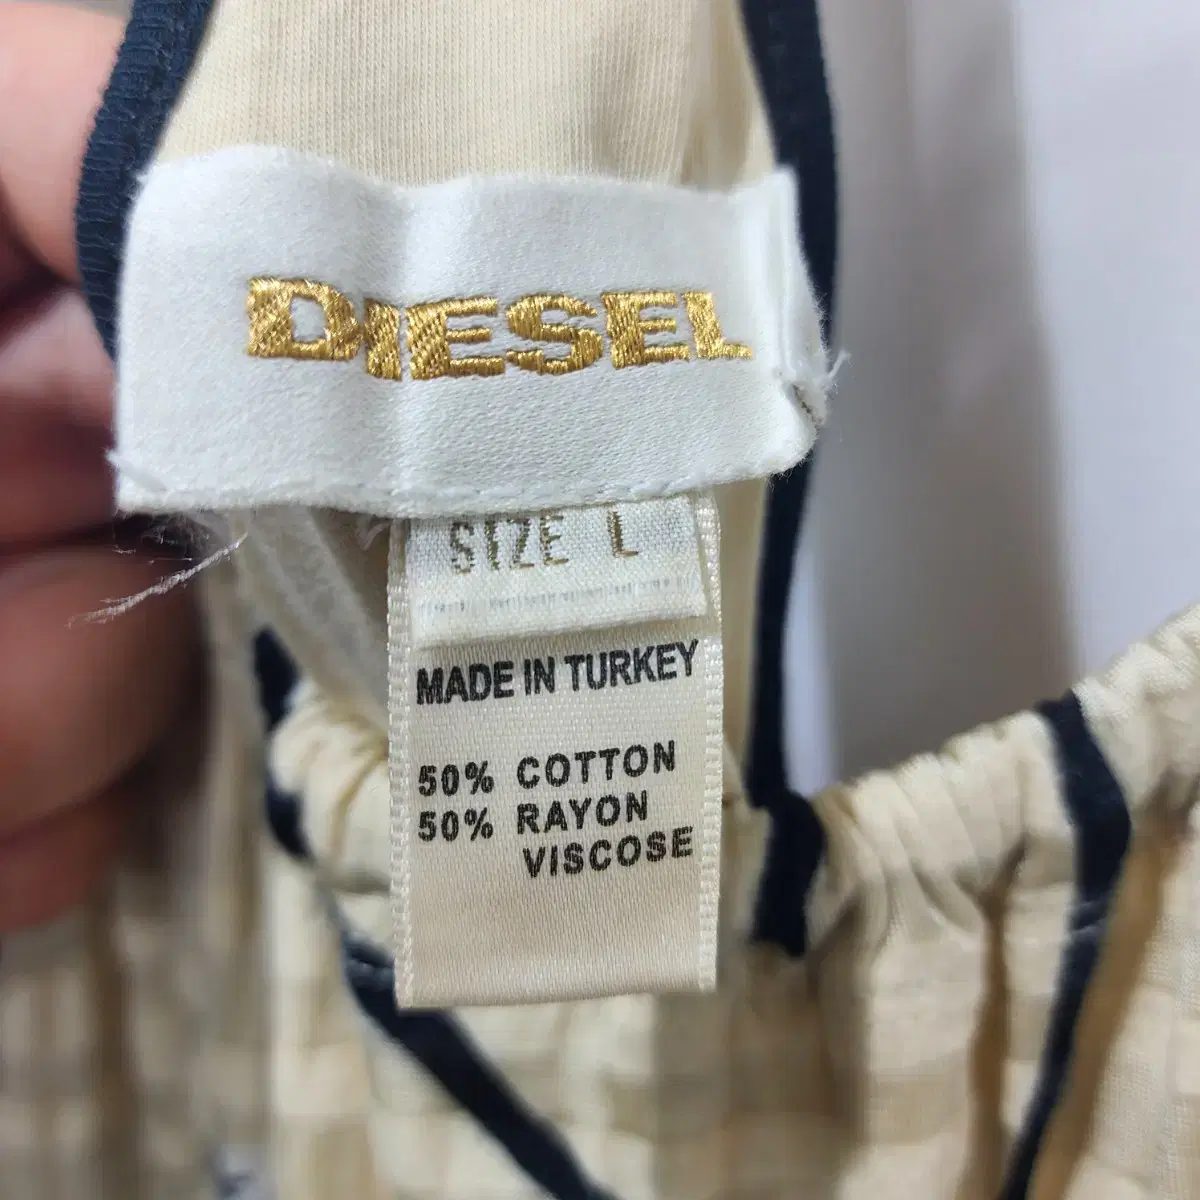 DIESEL
SIZE L
MADE IN TURKEY
50% COTTON
50% RAYON
VISCOSE